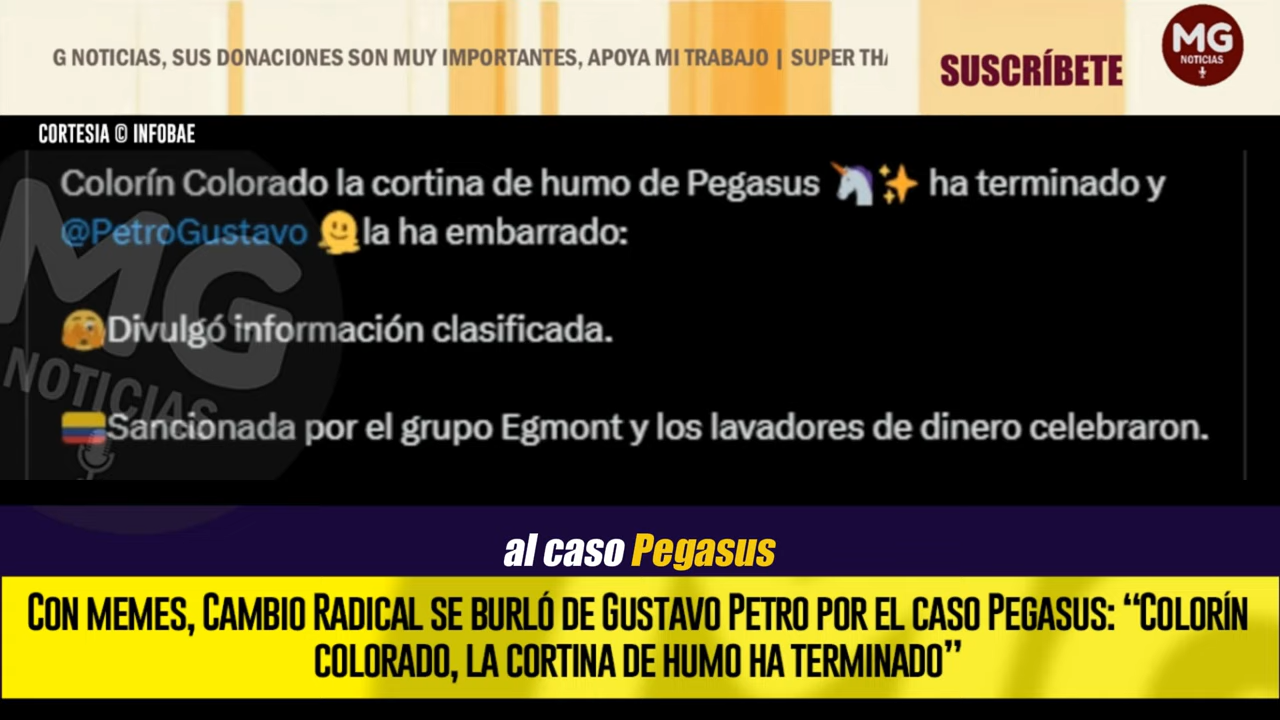 G NOTICIAS, SUS DONACIONES SON MUY IMPORTANTES, APOYA MI TRABAJO | SUPER
SUSCRÍBETE
MG
NOTICIAS
CORTESIA © INFOBAE
Colorín Colorado la cortina de humo de Pegasus 🦄✨ ha terminado y
@PetroGustavo 🫠la ha embarrado:
🫣Divulgó información clasificada.
🇨🇴Sancionada por el grupo Egmont y los lavadores de dinero celebraron.
MG
NOTICIAS
al caso Pegasus
CON MEMES, CAMBIO RADICAL SE BURLÓ DE GUSTAVO PETRO POR EL CASO PEGASUS: “COLORÍN
COLORADO, LA CORTINA DE HUMO HA TERMINADO”